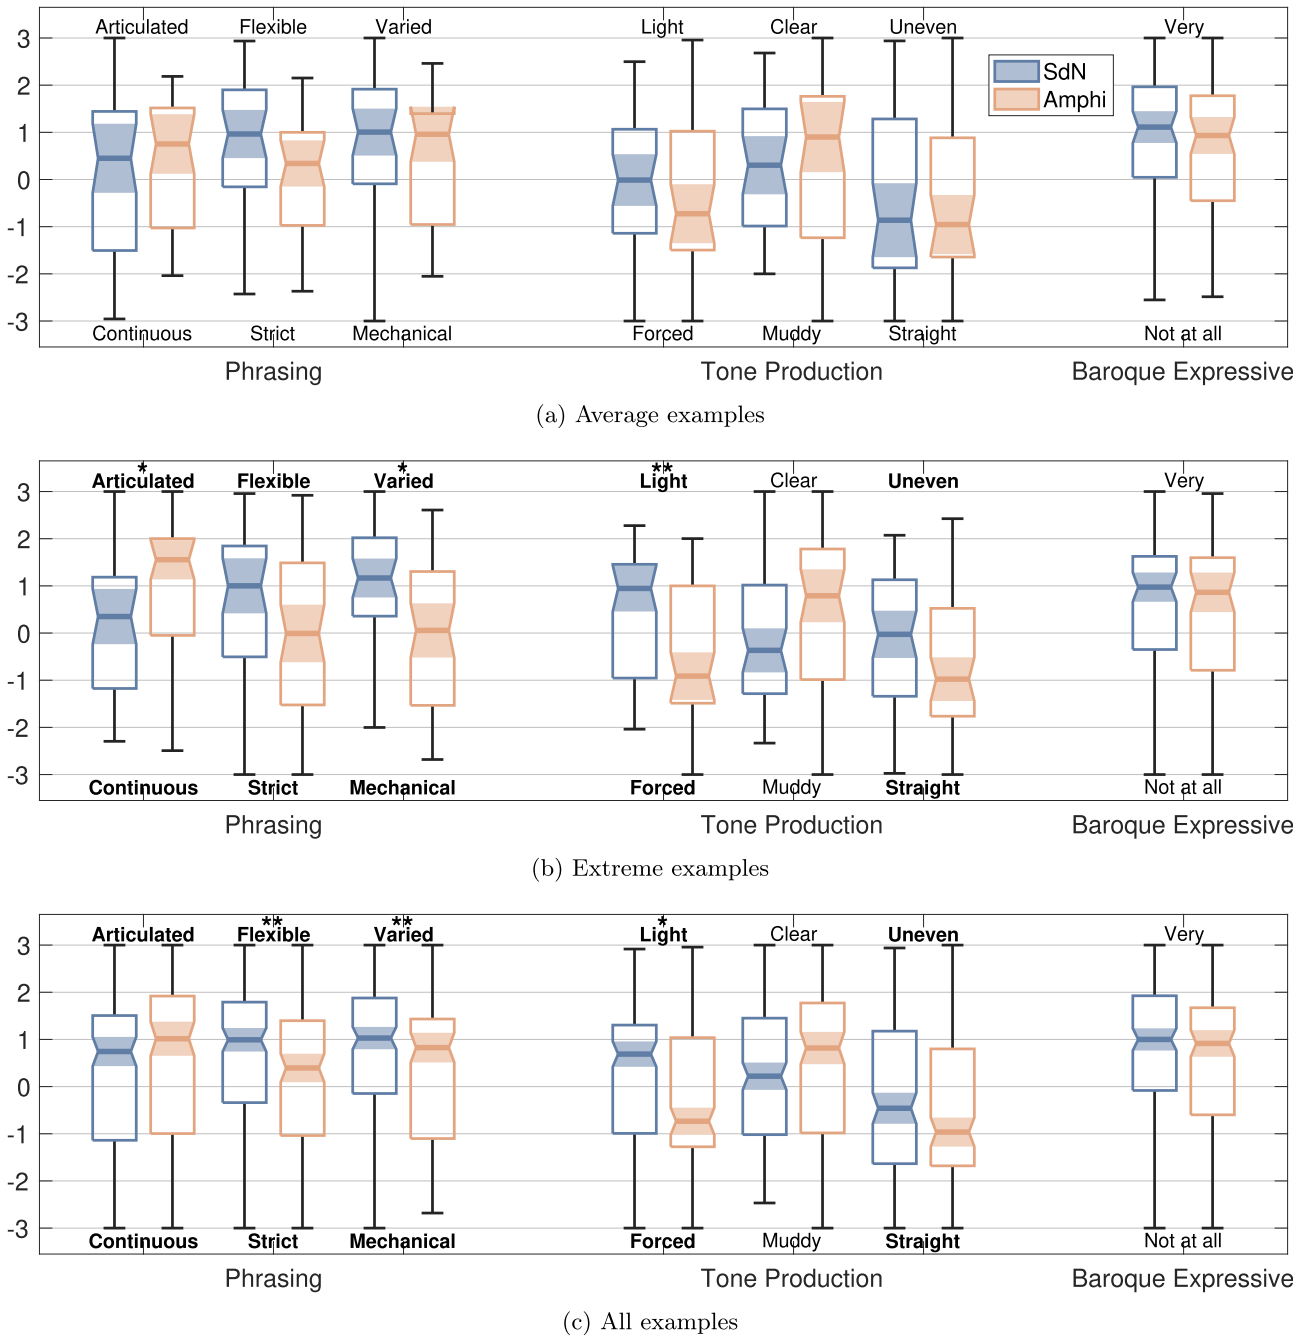 Articulated Flexible Varied Light Clear Uneven Very
3
2
1
0
-1
-2
-3
SdN
Amphi
Continuous Strict Mechanical Forced Muddy Straight Not at all
Phrasing Tone Production Baroque Expressive
(a) Average examples
* * **
Articulated Flexible Varied Light Clear Uneven Very
3
2
1
0
-1
-2
-3
Continuous Strict Mechanical Forced Muddy Straight Not at all
Phrasing Tone Production Baroque Expressive
(b) Extreme examples
** ** *
Articulated Flexible Varied Light Clear Uneven Very
3
2
1
0
-1
-2
-3
Continuous Strict Mechanical Forced Muddy Straight Not at all
Phrasing Tone Production Baroque Expressive
(c) All examples